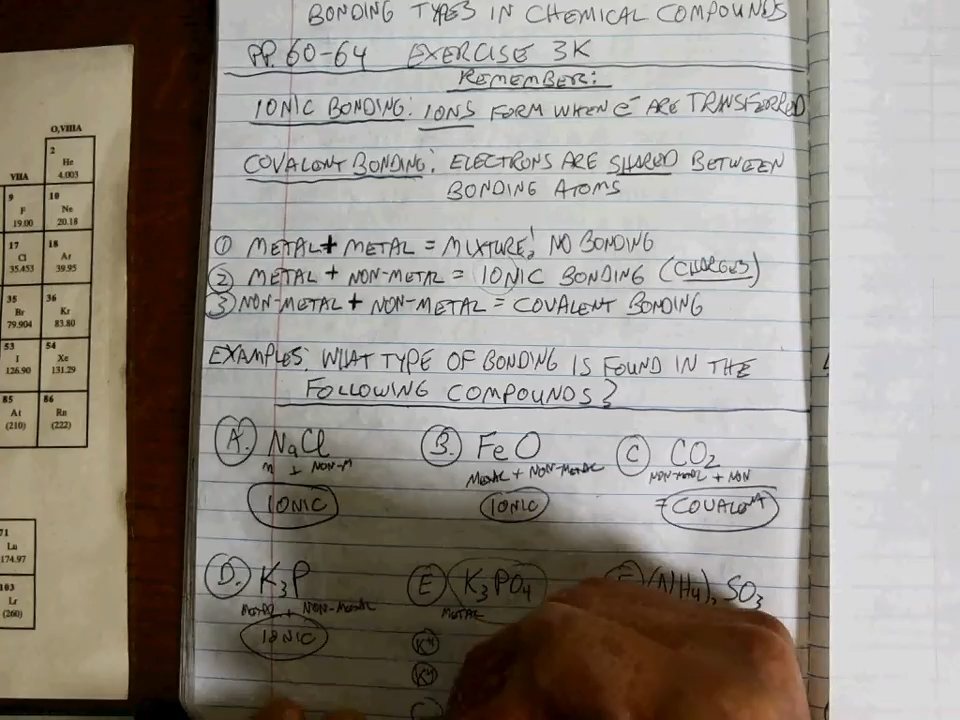 BONDING TYPES IN CHEMICAL COMPOUNDS
PP. 60-64 EXERCISE 3K
REMEMBER:
IONIC BONDING: IONS FORM WHEN e⁻ ARE TRANSFERRED
COVALENT BONDING: ELECTRONS ARE SHARED BETWEEN
BONDING ATOMS
① METAL + METAL = MIXTURE! NO BONDING
② METAL + NON-METAL = IONIC BONDING (CHARGES)
③ NON-METAL + NON-METAL = COVALENT BONDING
EXAMPLES: WHAT TYPE OF BONDING IS FOUND IN THE
FOLLOWING COMPOUNDS?
A. NaCl B. FeO C CO₂
M + NON-M METAL + NON-METAL NON-METAL + NON
IONIC IONIC = COVALENT
D. K₃P E K₃PO₄ (NH₄)₂ SO₃
METAL + NON-METAL METAL
IONIC K⁺
K⁺
O,VIIIA
2
He
4.003
VIIA
9 10
F Ne
19.00 20.18
17 18
Cl Ar
35.453 39.95
35 36
Br Kr
79.904 83.80
53 54
I Xe
126.90 131.29
85 86
At Rn
(210) (222)
71
Lu
174.97
103
Lr
(260)